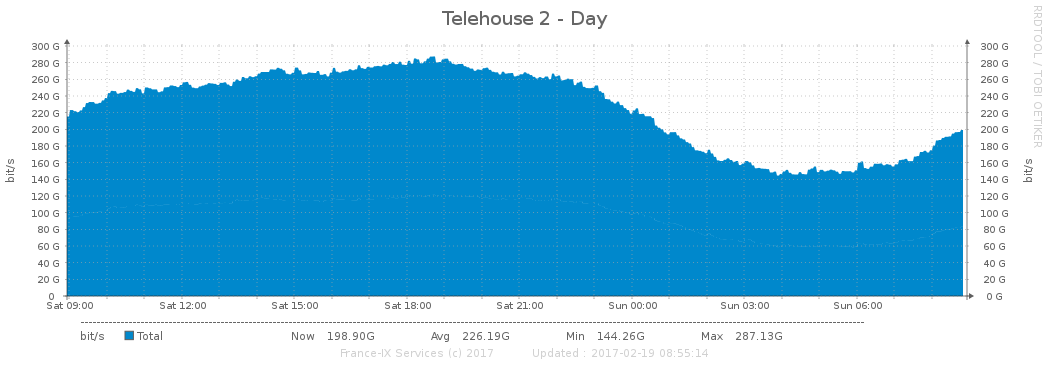 Telehouse 2 - Day
RRDTOOL / TOBI OETIKER
bit/s
300 G 300 G
280 G 280 G
260 G 260 G
240 G 240 G
220 G 220 G
200 G 200 G
180 G 180 G
160 G 160 G
140 G 140 G
120 G 120 G
100 G 100 G
80 G 80 G
60 G 60 G
40 G 40 G
20 G 20 G
0 0 G
bit/s
Sat 09:00 Sat 12:00 Sat 15:00 Sat 18:00 Sat 21:00 Sun 00:00 Sun 03:00 Sun 06:00
bit/s Total Now 198.90G Avg 226.19G Min 144.26G Max 287.13G
France-IX Services (c) 2017 Updated : 2017-02-19 08:55:14